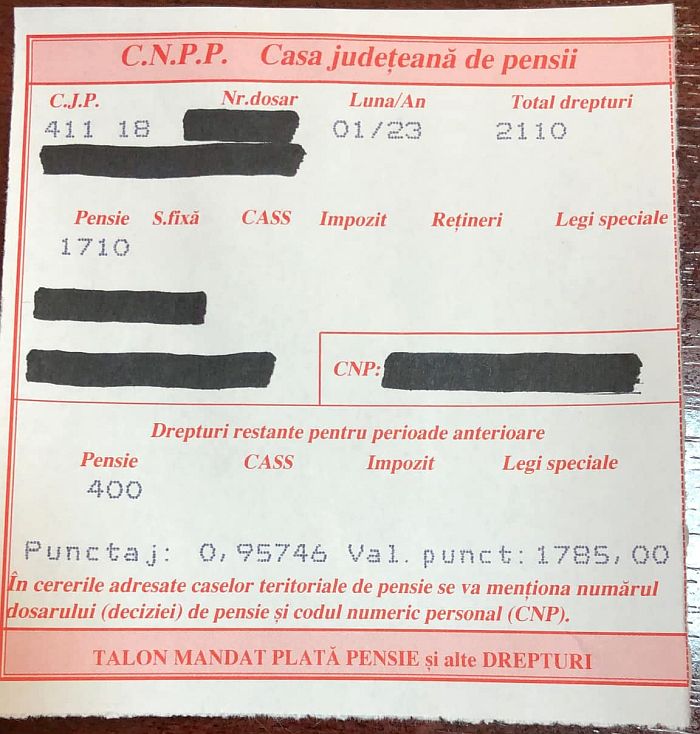 C.N.P.P. Casa județeană de pensii
C.J.P. Nr.dosar Luna/An Total drepturi
411 18 01/23 2110
Pensie S.fixă CASS Impozit Rețineri Legi speciale
1710
CNP:
Drepturi restante pentru perioade anterioare
Pensie CASS Impozit Legi speciale
400
Punctaj: 0,95746 Val. punct: 1785,00
În cererile adresate caselor teritoriale de pensie se va menționa numărul
dosarului (deciziei) de pensie și codul numeric personal (CNP).
TALON MANDAT PLATĂ PENSIE și alte DREPTURI